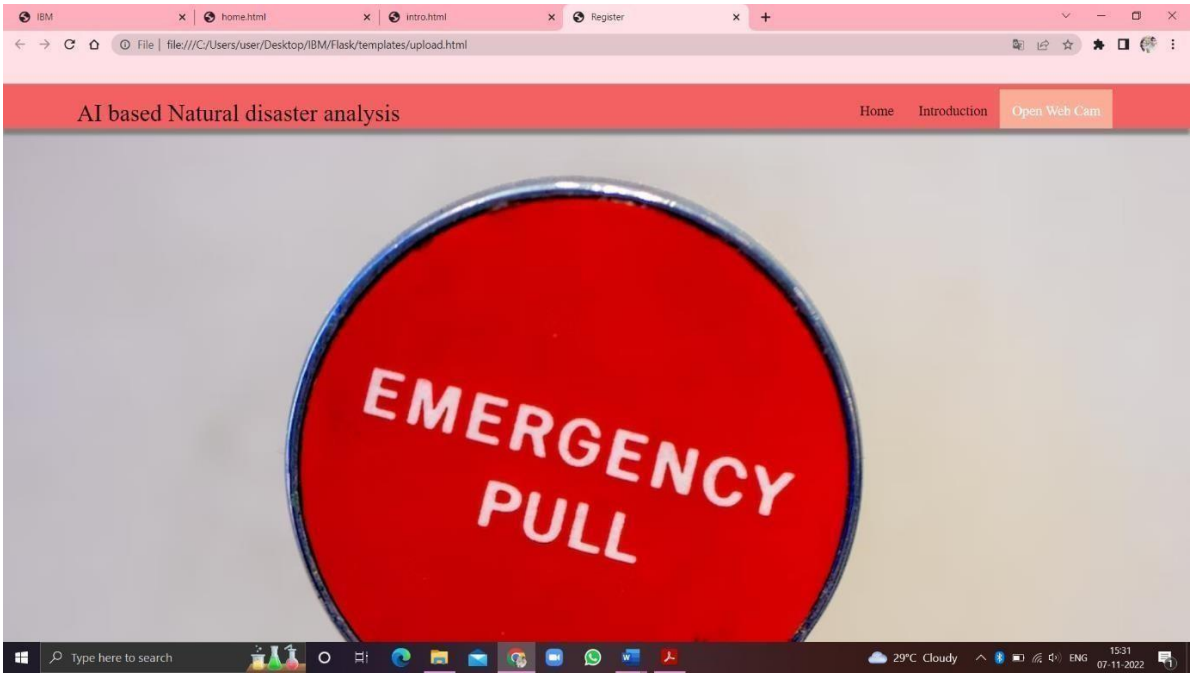 IBM
home.html
intro.html
Register
File | file:///C:/Users/user/Desktop/IBM/Flask/templates/upload.html
AI based Natural disaster analysis
Home Introduction Open Web Cam
EMERGENCY
PULL
Type here to search
29°C Cloudy
ENG
15:31
07-11-2022
1